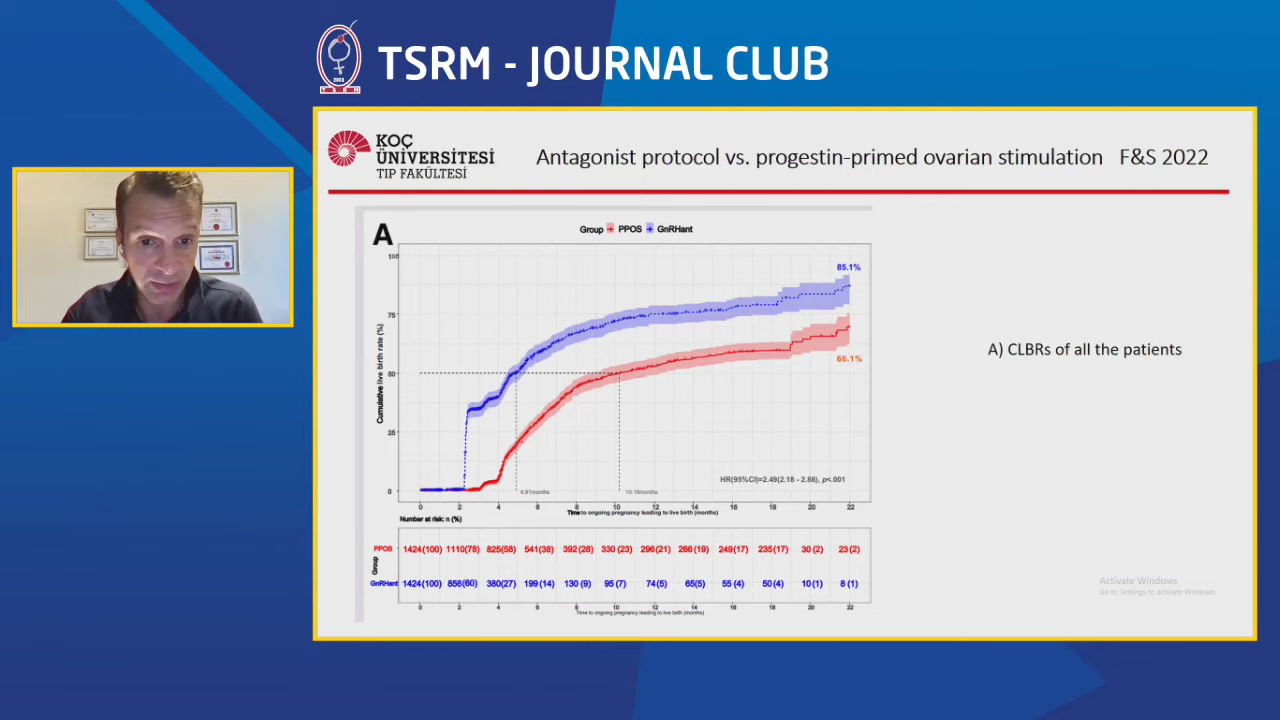 TSRM - JOURNAL CLUB
2003
TSRM
KOÇ
ÜNİVERSİTESİ
TIP FAKÜLTESİ
Antagonist protocol vs. progestin-primed ovarian stimulation F&S 2022
A
Group PPOS GnRHant
100
75
50
25
0
Cumulative live birth rate (%)
85.1%
66.1%
HR(95%CI)=2.49(2.18 - 2.86), p<.001
4.91months
10.18months
0 2 4 6 8 10 12 14 16 18 20 22
Time to ongoing pregnancy leading to live birth (months)
Number at risk: n (%)
Group
PPOS 1424(100) 1110(78) 825(58) 541(38) 392(28) 330(23) 296(21) 266(19) 249(17) 235(17) 30(2) 23(2)
GnRHant 1424(100) 856(60) 380(27) 199(14) 130(9) 95(7) 74(5) 65(5) 55(4) 50(4) 10(1) 8(1)
0 2 4 6 8 10 12 14 16 18 20 22
Time to ongoing pregnancy leading to live birth (months)
A) CLBRs of all the patients
Activate Windows
Go to Settings to activate Windows.